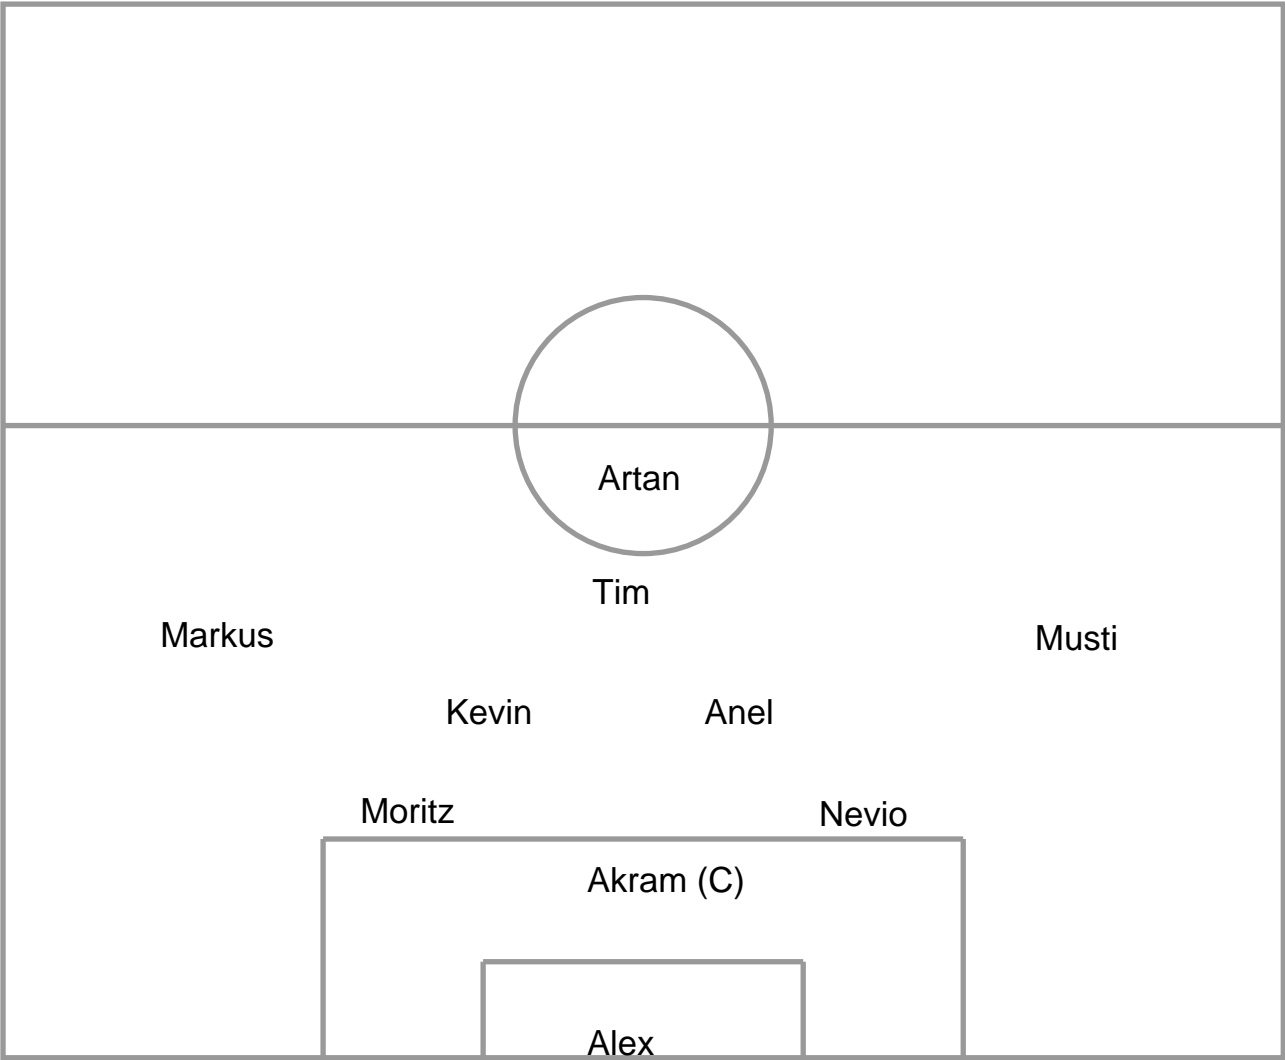 Artan
Tim
Markus
Musti
Kevin
Anel
Moritz
Nevio
Akram (C)
Alex